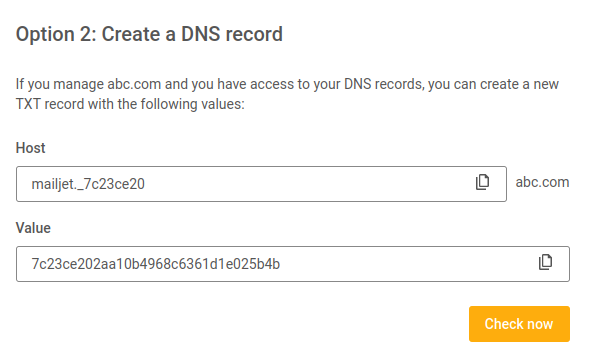 Option 2: Create a DNS record
If you manage abc.com and you have access to your DNS records, you can create a new
TXT record with the following values:
Host
mailjet._7c23ce20
abc.com
Value
7c23ce202aa10b4968c6361d1e025b4b
Check now